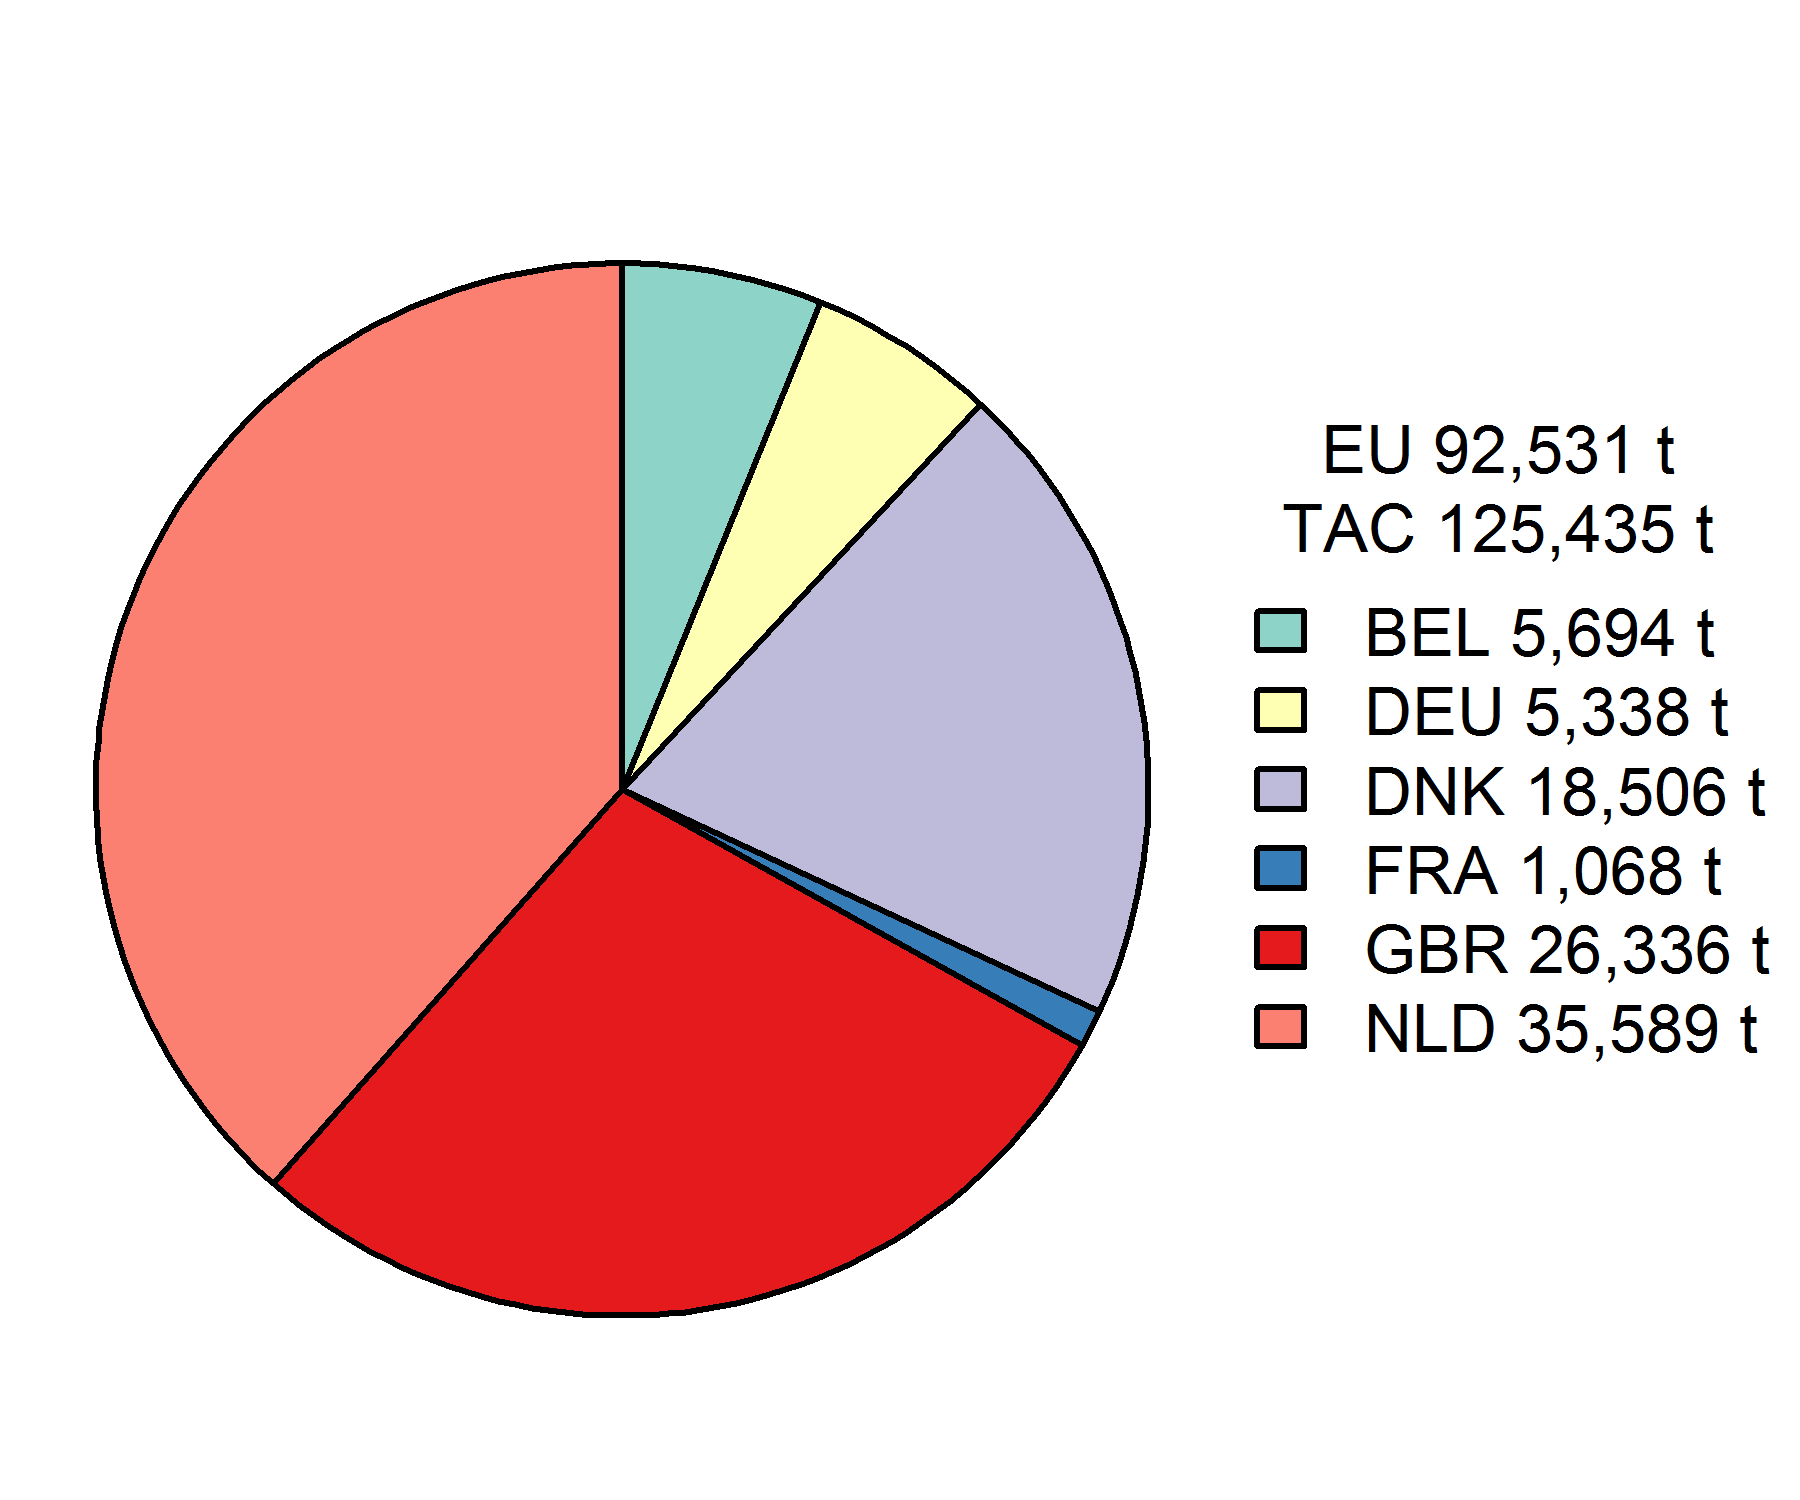 EU 92,531 t
TAC 125,435 t
BEL 5,694 t
DEU 5,338 t
DNK 18,506 t
FRA 1,068 t
GBR 26,336 t
NLD 35,589 t